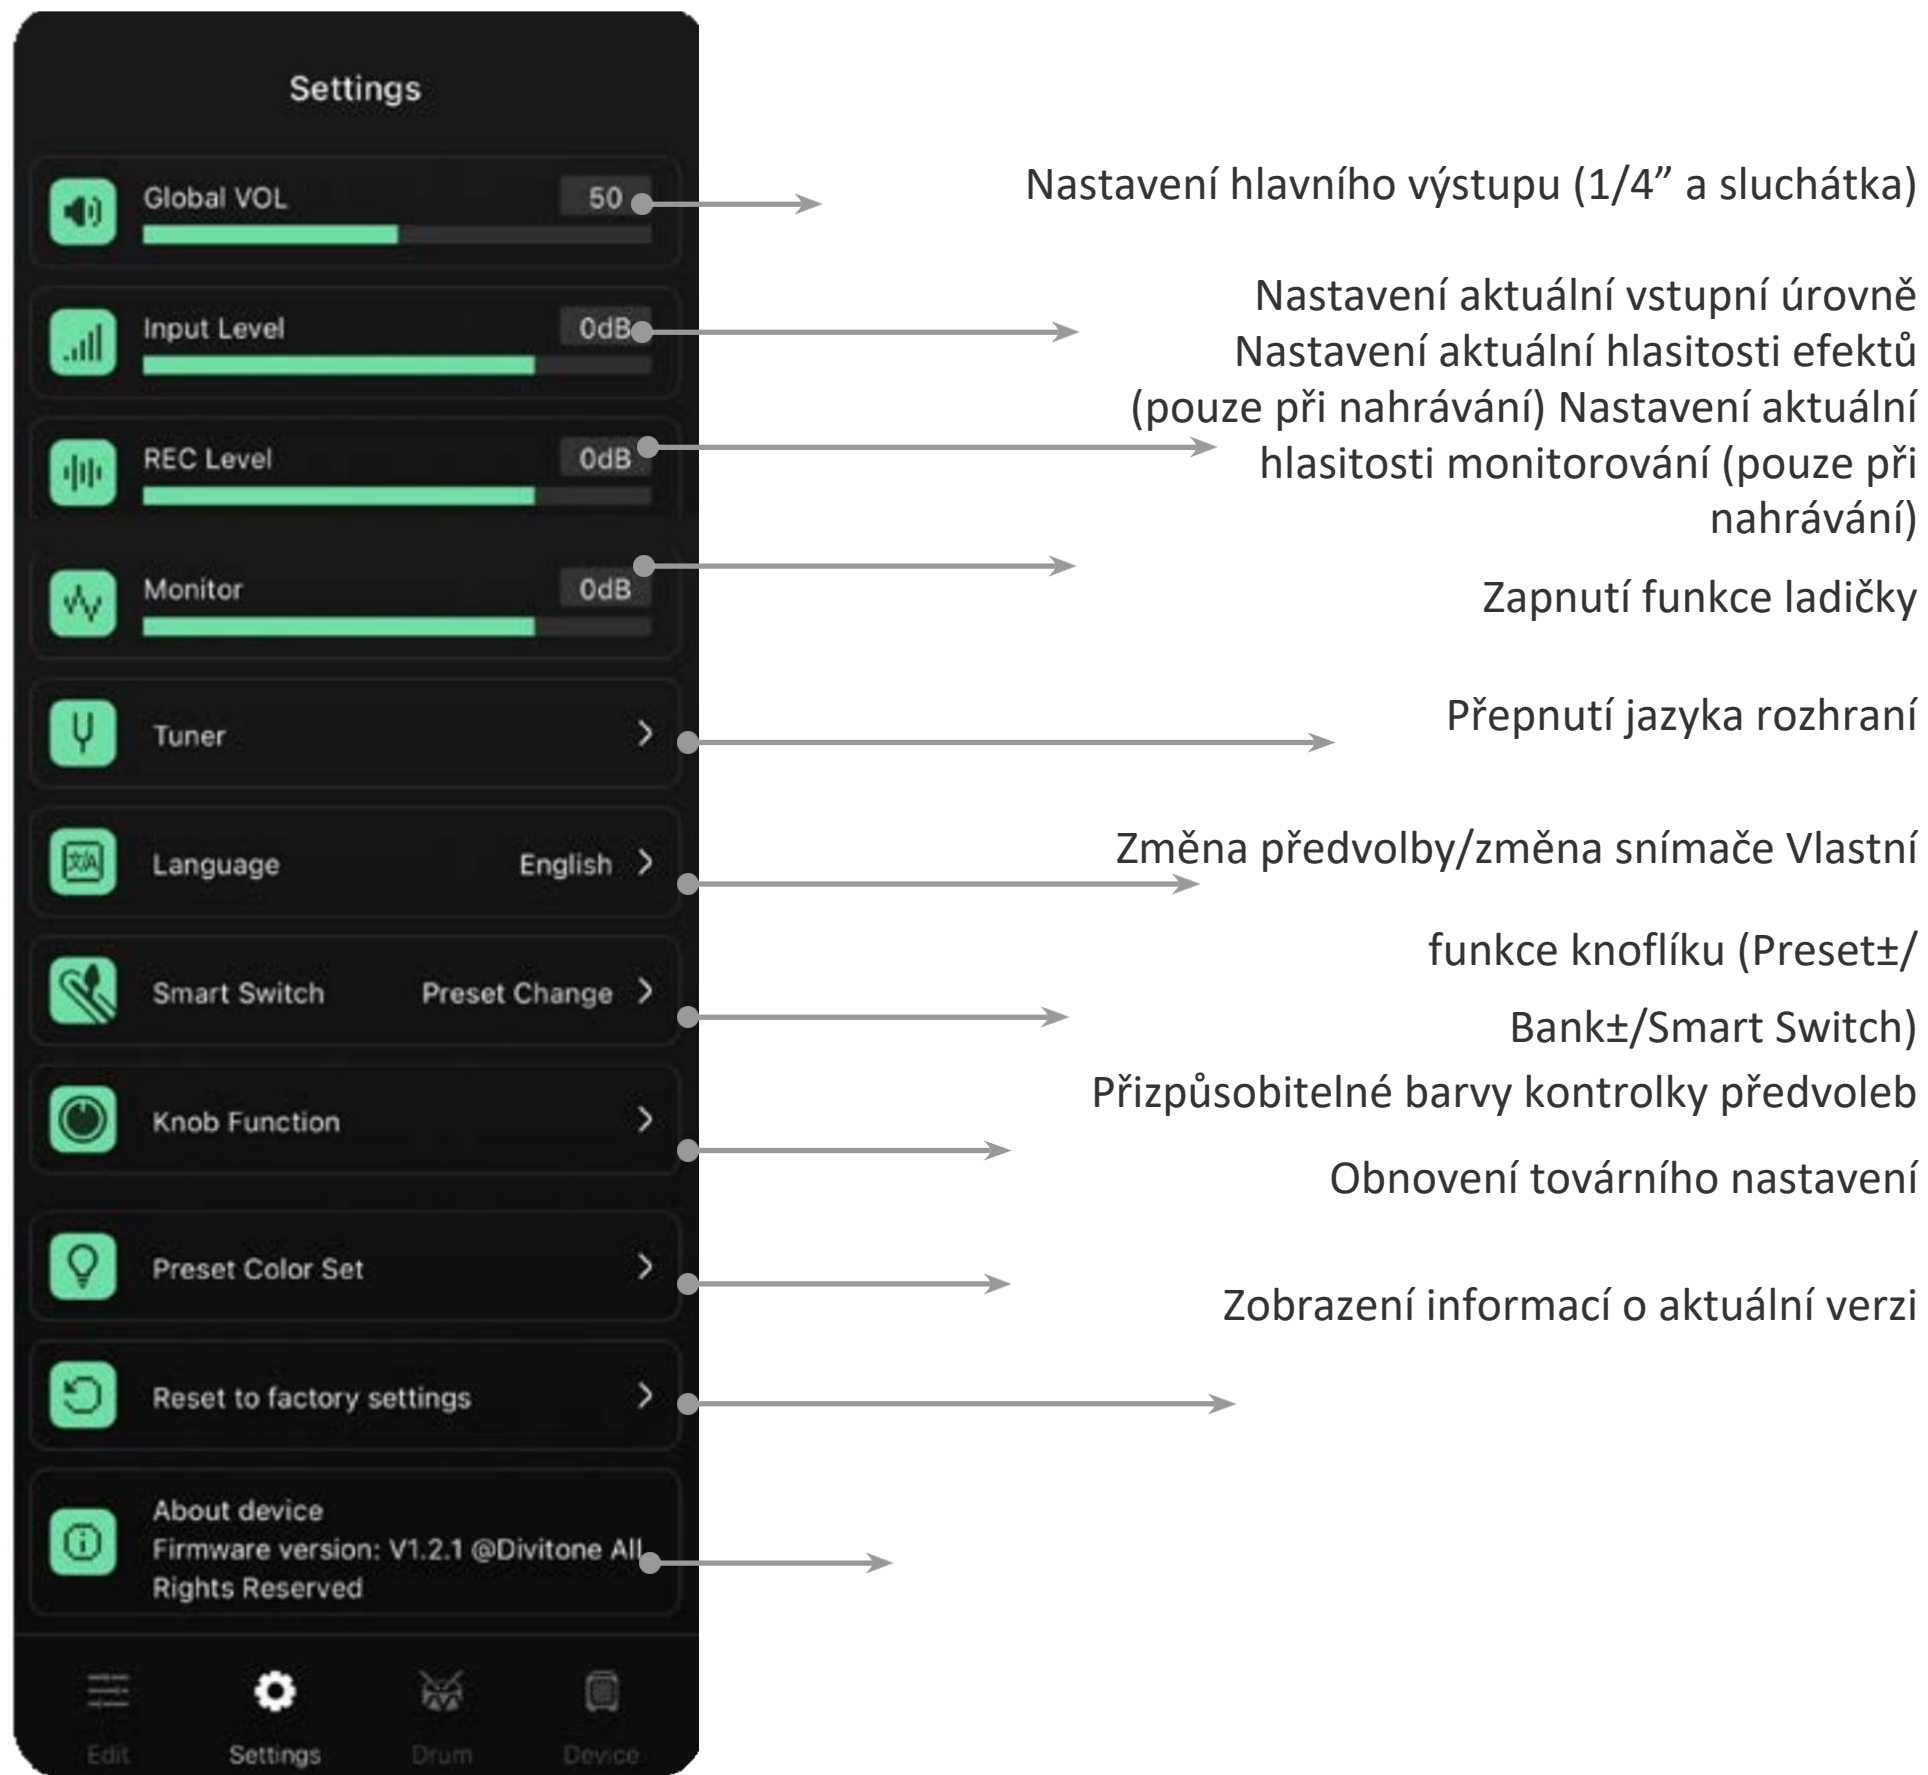 Settings
Global VOL
50
Input Level
0dB
REC Level
0dB
Monitor
0dB
Tuner
Language
English
Smart Switch
Preset Change
Knob Function
Preset Color Set
Reset to factory settings
About device
Firmware version: V1.2.1 @Divitone All
Rights Reserved
Edit
Settings
Drum
Device
Nastavení hlavního výstupu (1/4” a sluchátka)
Nastavení aktuální vstupní úrovně
Nastavení aktuální hlasitosti efektů
(pouze při nahrávání) Nastavení aktuální
hlasitosti monitorování (pouze při
nahrávání)
Zapnutí funkce ladičky
Přepnutí jazyka rozhraní
Změna předvolby/změna snímače Vlastní
funkce knoflíku (Preset±/
Bank±/Smart Switch)
Přizpůsobitelné barvy kontrolky předvoleb
Obnovení továrního nastavení
Zobrazení informací o aktuální verzi